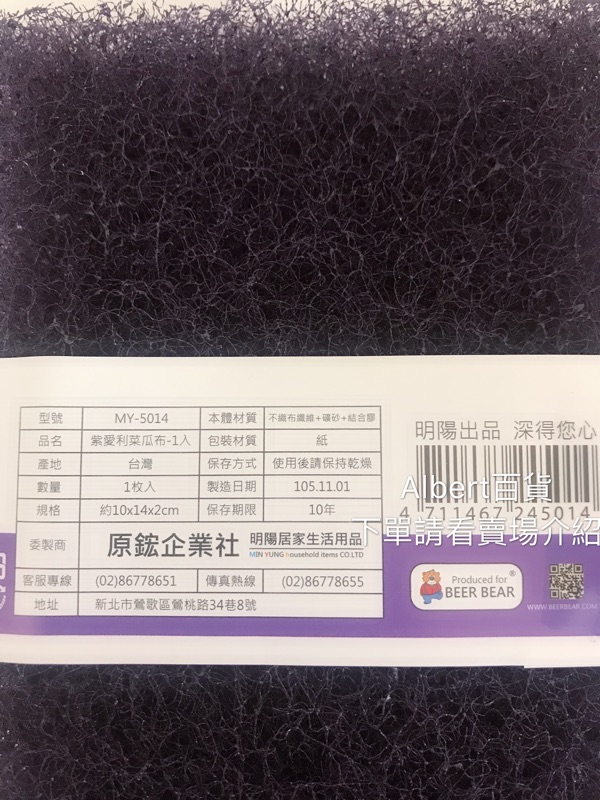 型號 MY-5014 本體材質 不織布纖維+礦砂+結合膠
品名 紫愛利菜瓜布-1入 包裝材質 紙
產地 台灣 保存方式 使用後請保持乾燥
數量 1枚入 製造日期 105.11.01
規格 約10x14x2cm 保存期限 10年
委製商 原鋐企業社 明陽居家生活用品
MIN YUNG household items CO.LTD
客服專線 (02)86778651 傳真熱線 (02)86778655
地址 新北市鶯歌區鶯桃路34巷8號
明陽出品 深得您心
Albert百貨
4 711467 245014
下單請看賣場介紹
Produced for
BEER BEAR®
WWW.BEERBEAR.COM